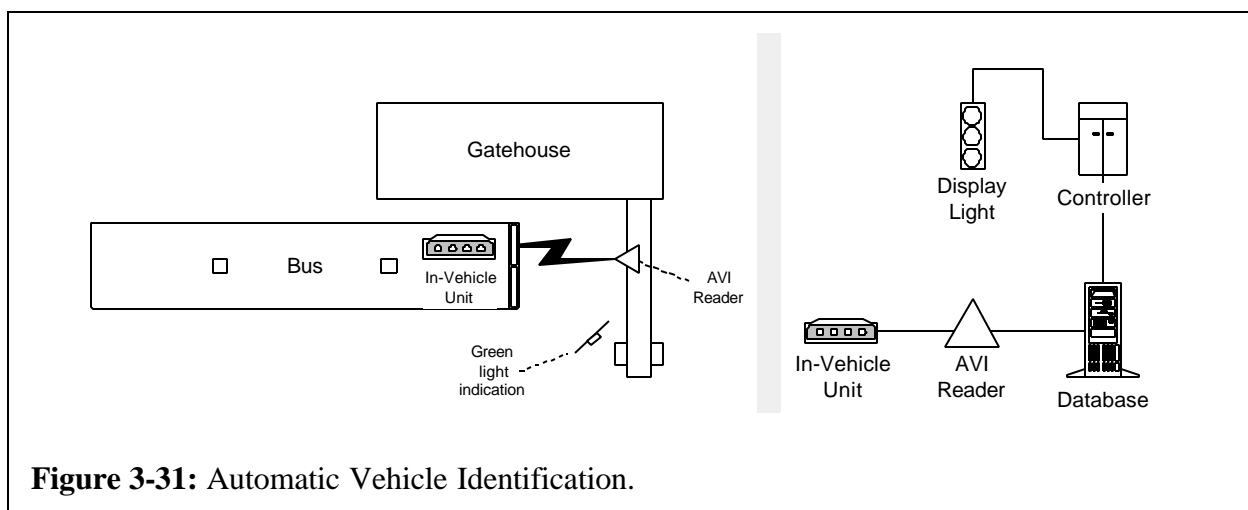 Gatehouse
Bus
In-Vehicle
Unit
AVI
Reader
Green
light
indication
Display
Light
Controller
In-Vehicle
Unit
AVI
Reader
Database
Figure 3-31: Automatic Vehicle Identification.